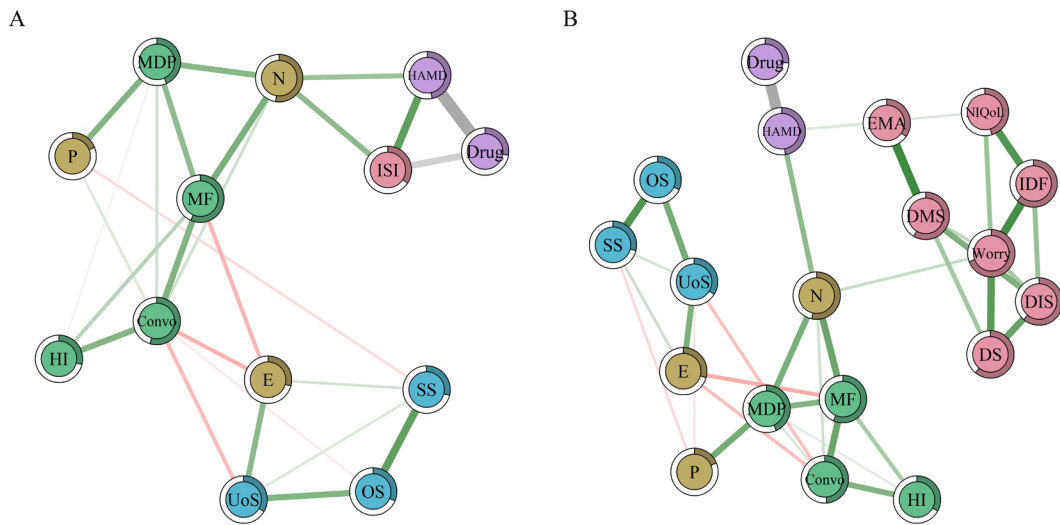 A
MDP
N
HAMD
P
Drug
ISI
MF
Convo
HI
E
SS
UoS
OS
B
Drug
HAMD
EMA
NIQoL
OS
IDF
SS
DMS
Worry
UoS
N
DIS
DS
E
MDP
MF
P
Convo
HI